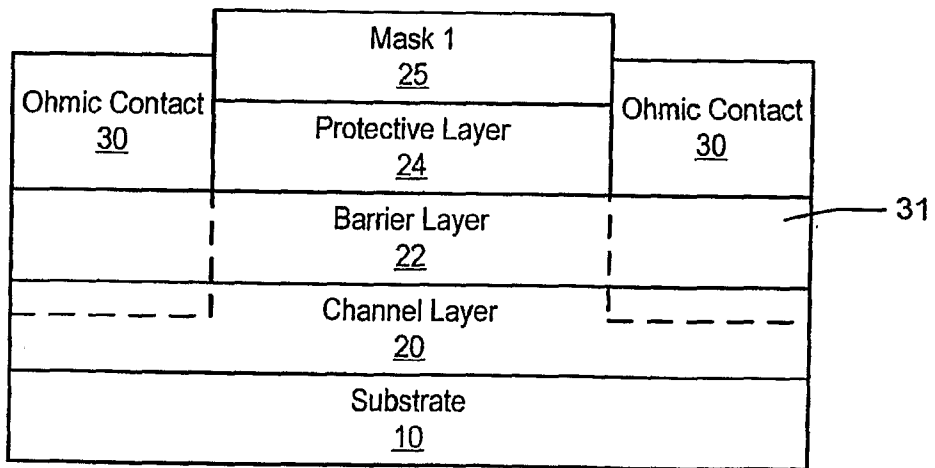 Mask 1
25
Ohmic Contact
30
Protective Layer
24
Ohmic Contact
30
Barrier Layer
22
31
Channel Layer
20
Substrate
10